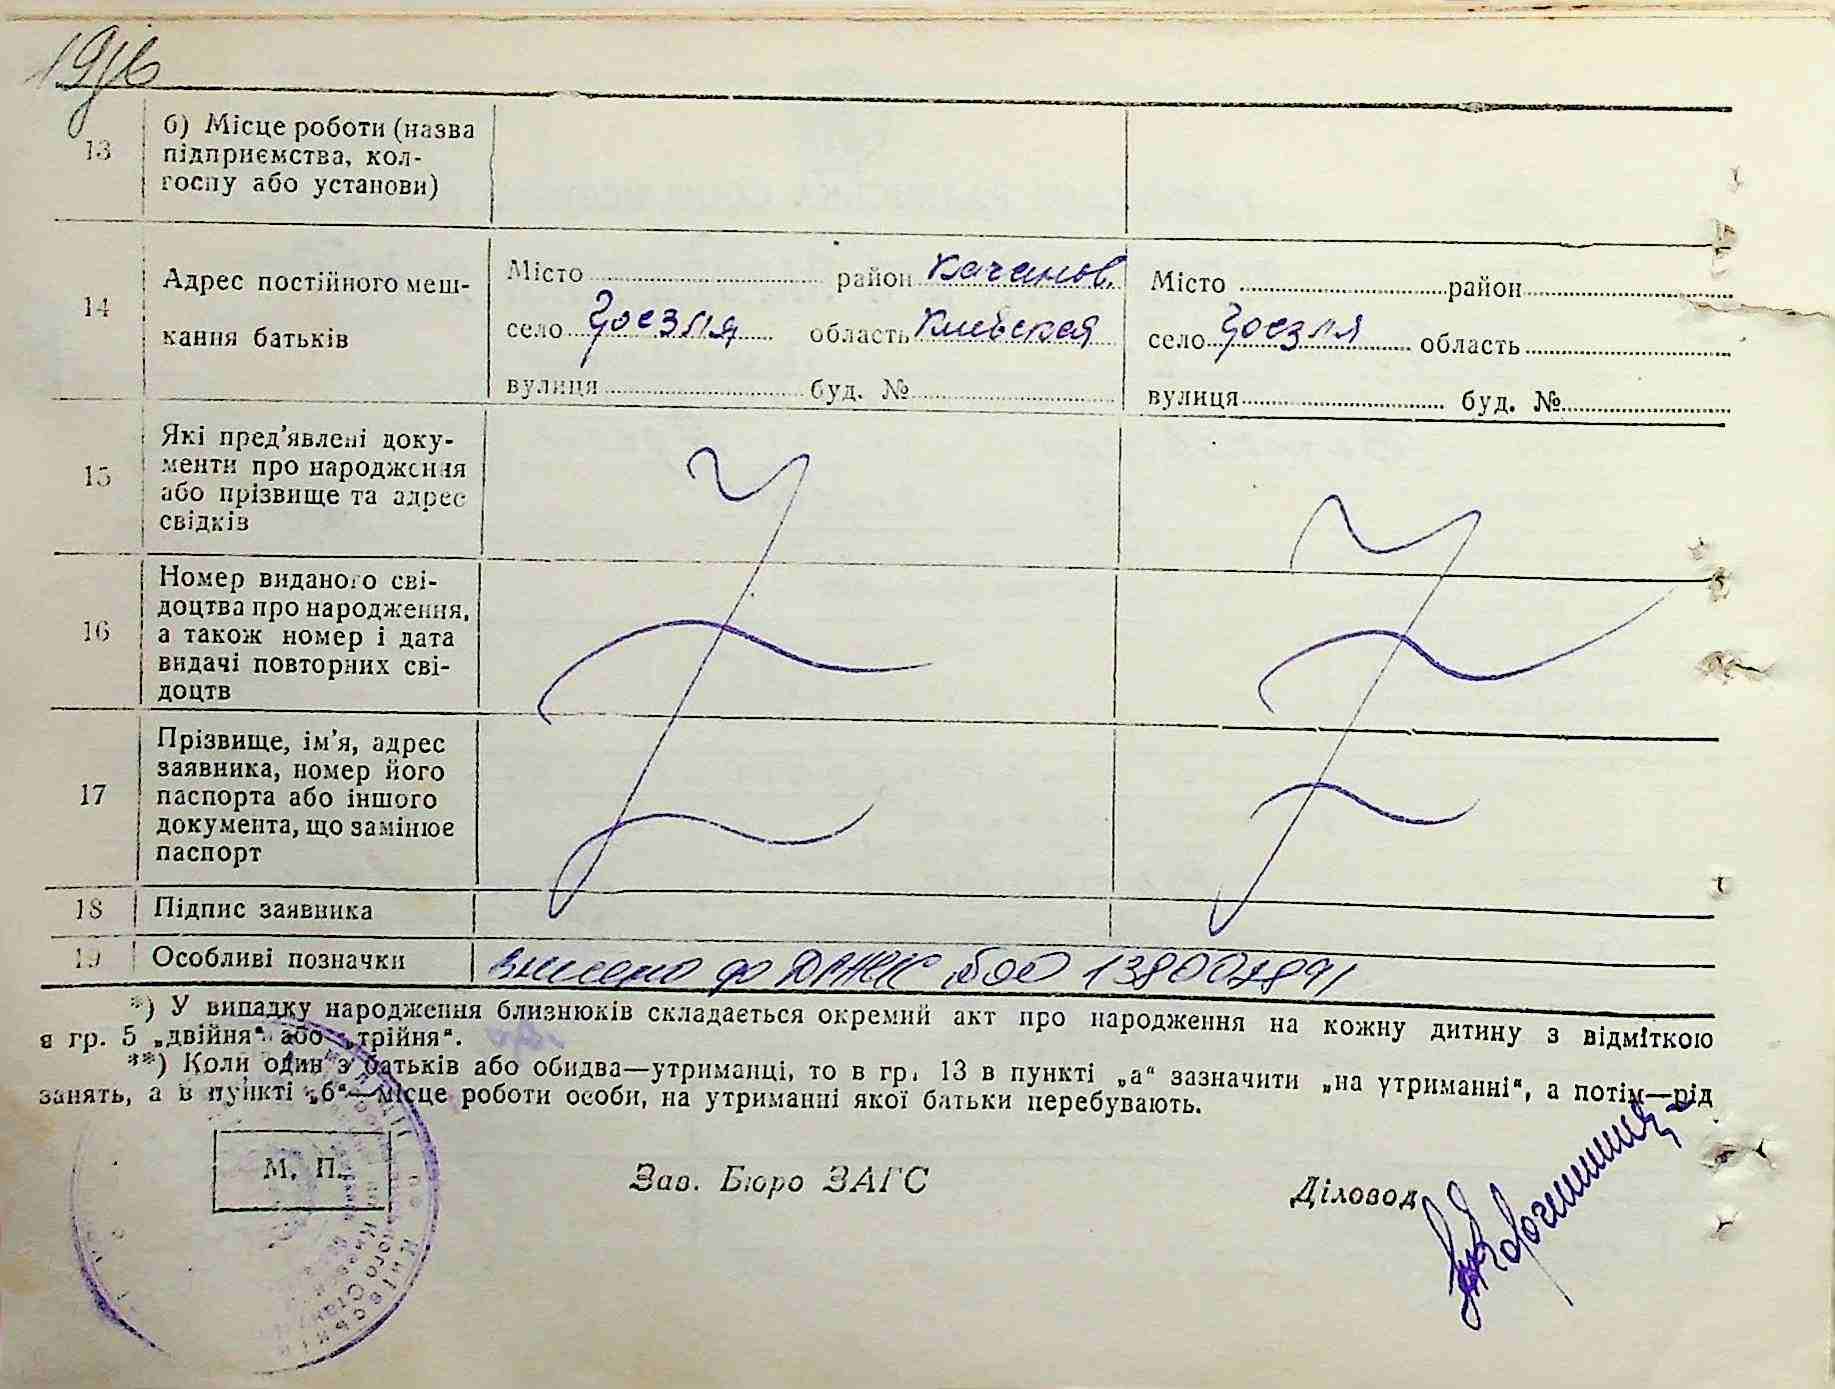 13
б) Місце роботи (назва
підприємства, кол-
госпу або установи)
14
Адрес постійного меш-
кання батьків
Місто район Качанов.
село область Киевская
вулиця буд. №
Місто район
село область
вулиця буд. №
15
Які пред'явлені доку-
менти про народження
або прізвище та адрес
свідків
16
Номер виданого сві-
доцтва про народження,
а також номер і дата
видачі повторних сві-
доцтв
17
Прізвище, ім'я, адрес
заявника, номер його
паспорта або іншого
документа, що замінює
паспорт
18 Підпис заявника
19 Особливі позначки внесено до
*) У випадку народження близнюків складається окремий акт про народження на кожну дитину з відміткою
в гр. 5 „двійня“ або „трійня“.
**) Коли один з батьків або обидва—утриманці, то в гр. 13 в пункті „а“ зазначити „на утриманні“, а потім—рід
занять, а в пункті „б“—місце роботи особи, на утриманні якої батьки перебувають.
М. П.
Зав. Бюро ЗАГС
Діловод